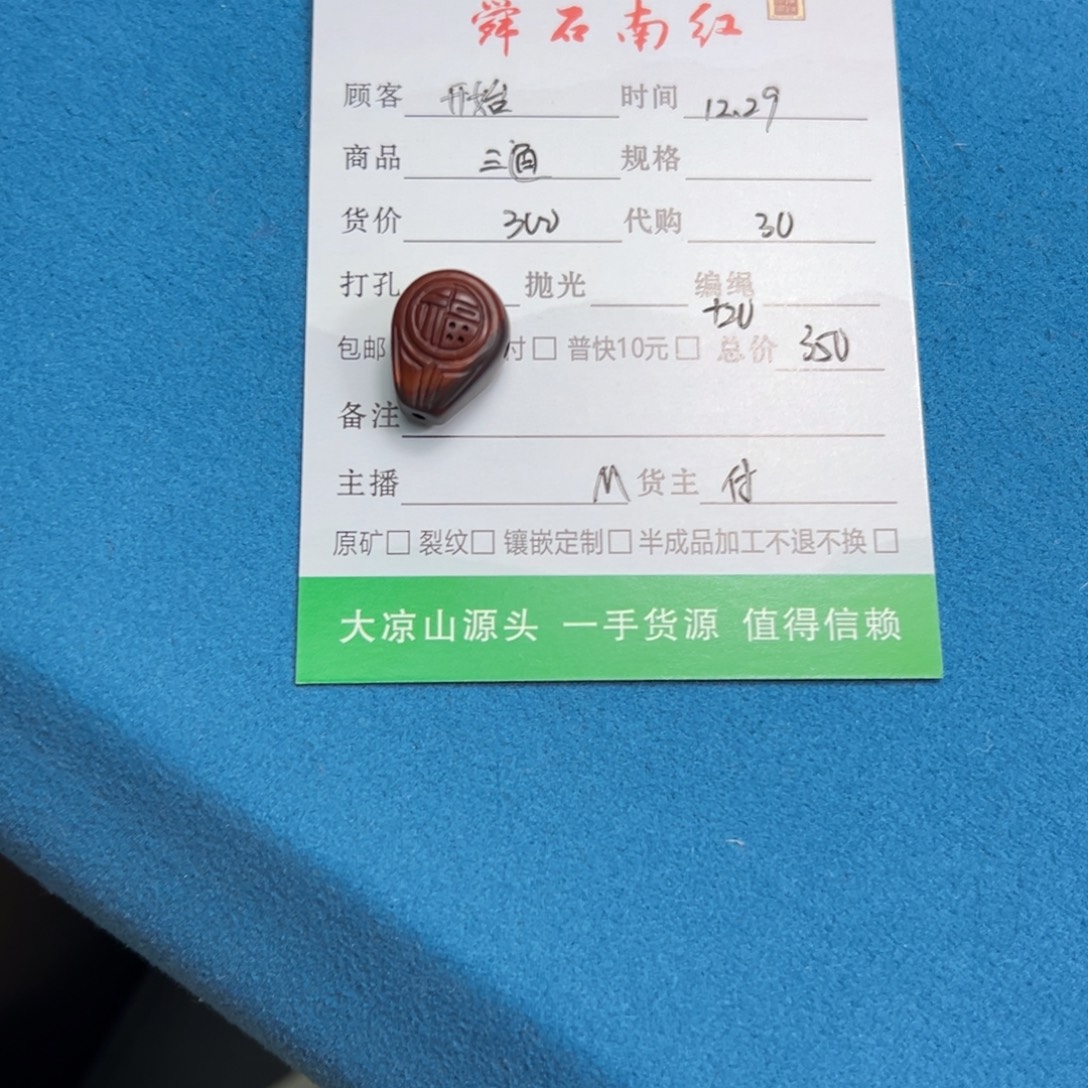 舜石南红
顾客 开始 时间 12.29
商品 三通 规格
货价 300 代购 30
打孔 抛光 编绳
+20
包邮 付□ 普快10元□ 总价 350
备注
主播 M 货主 付
原矿□ 裂纹□ 镶嵌定制□ 半成品加工不退不换□
大凉山源头 一手货源 值得信赖
福